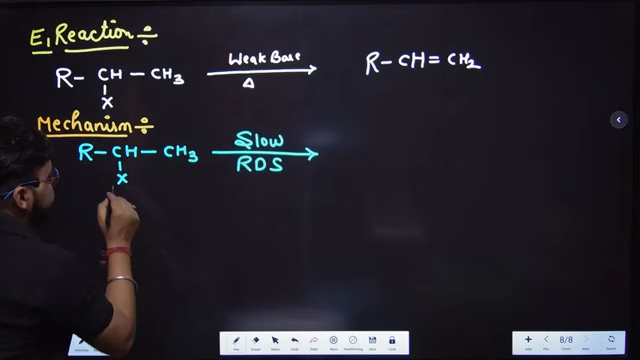 E₁ Reaction ÷
R – CH – CH₃ Weak Base Δ R – CH = CH₂
X
Mechanism ÷
R – CH – CH₃ Slow RDS
X
8/8